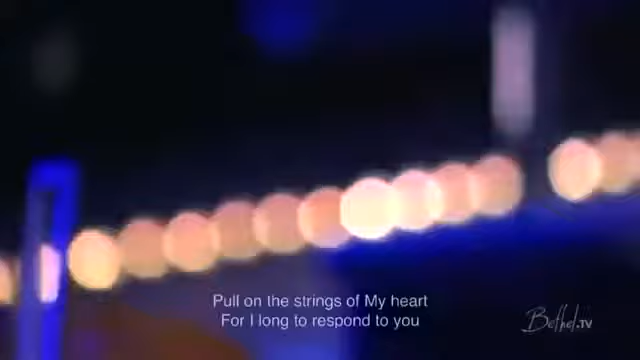 Pull on the strings of My heart
For I long to respond to you
Bethel.TV